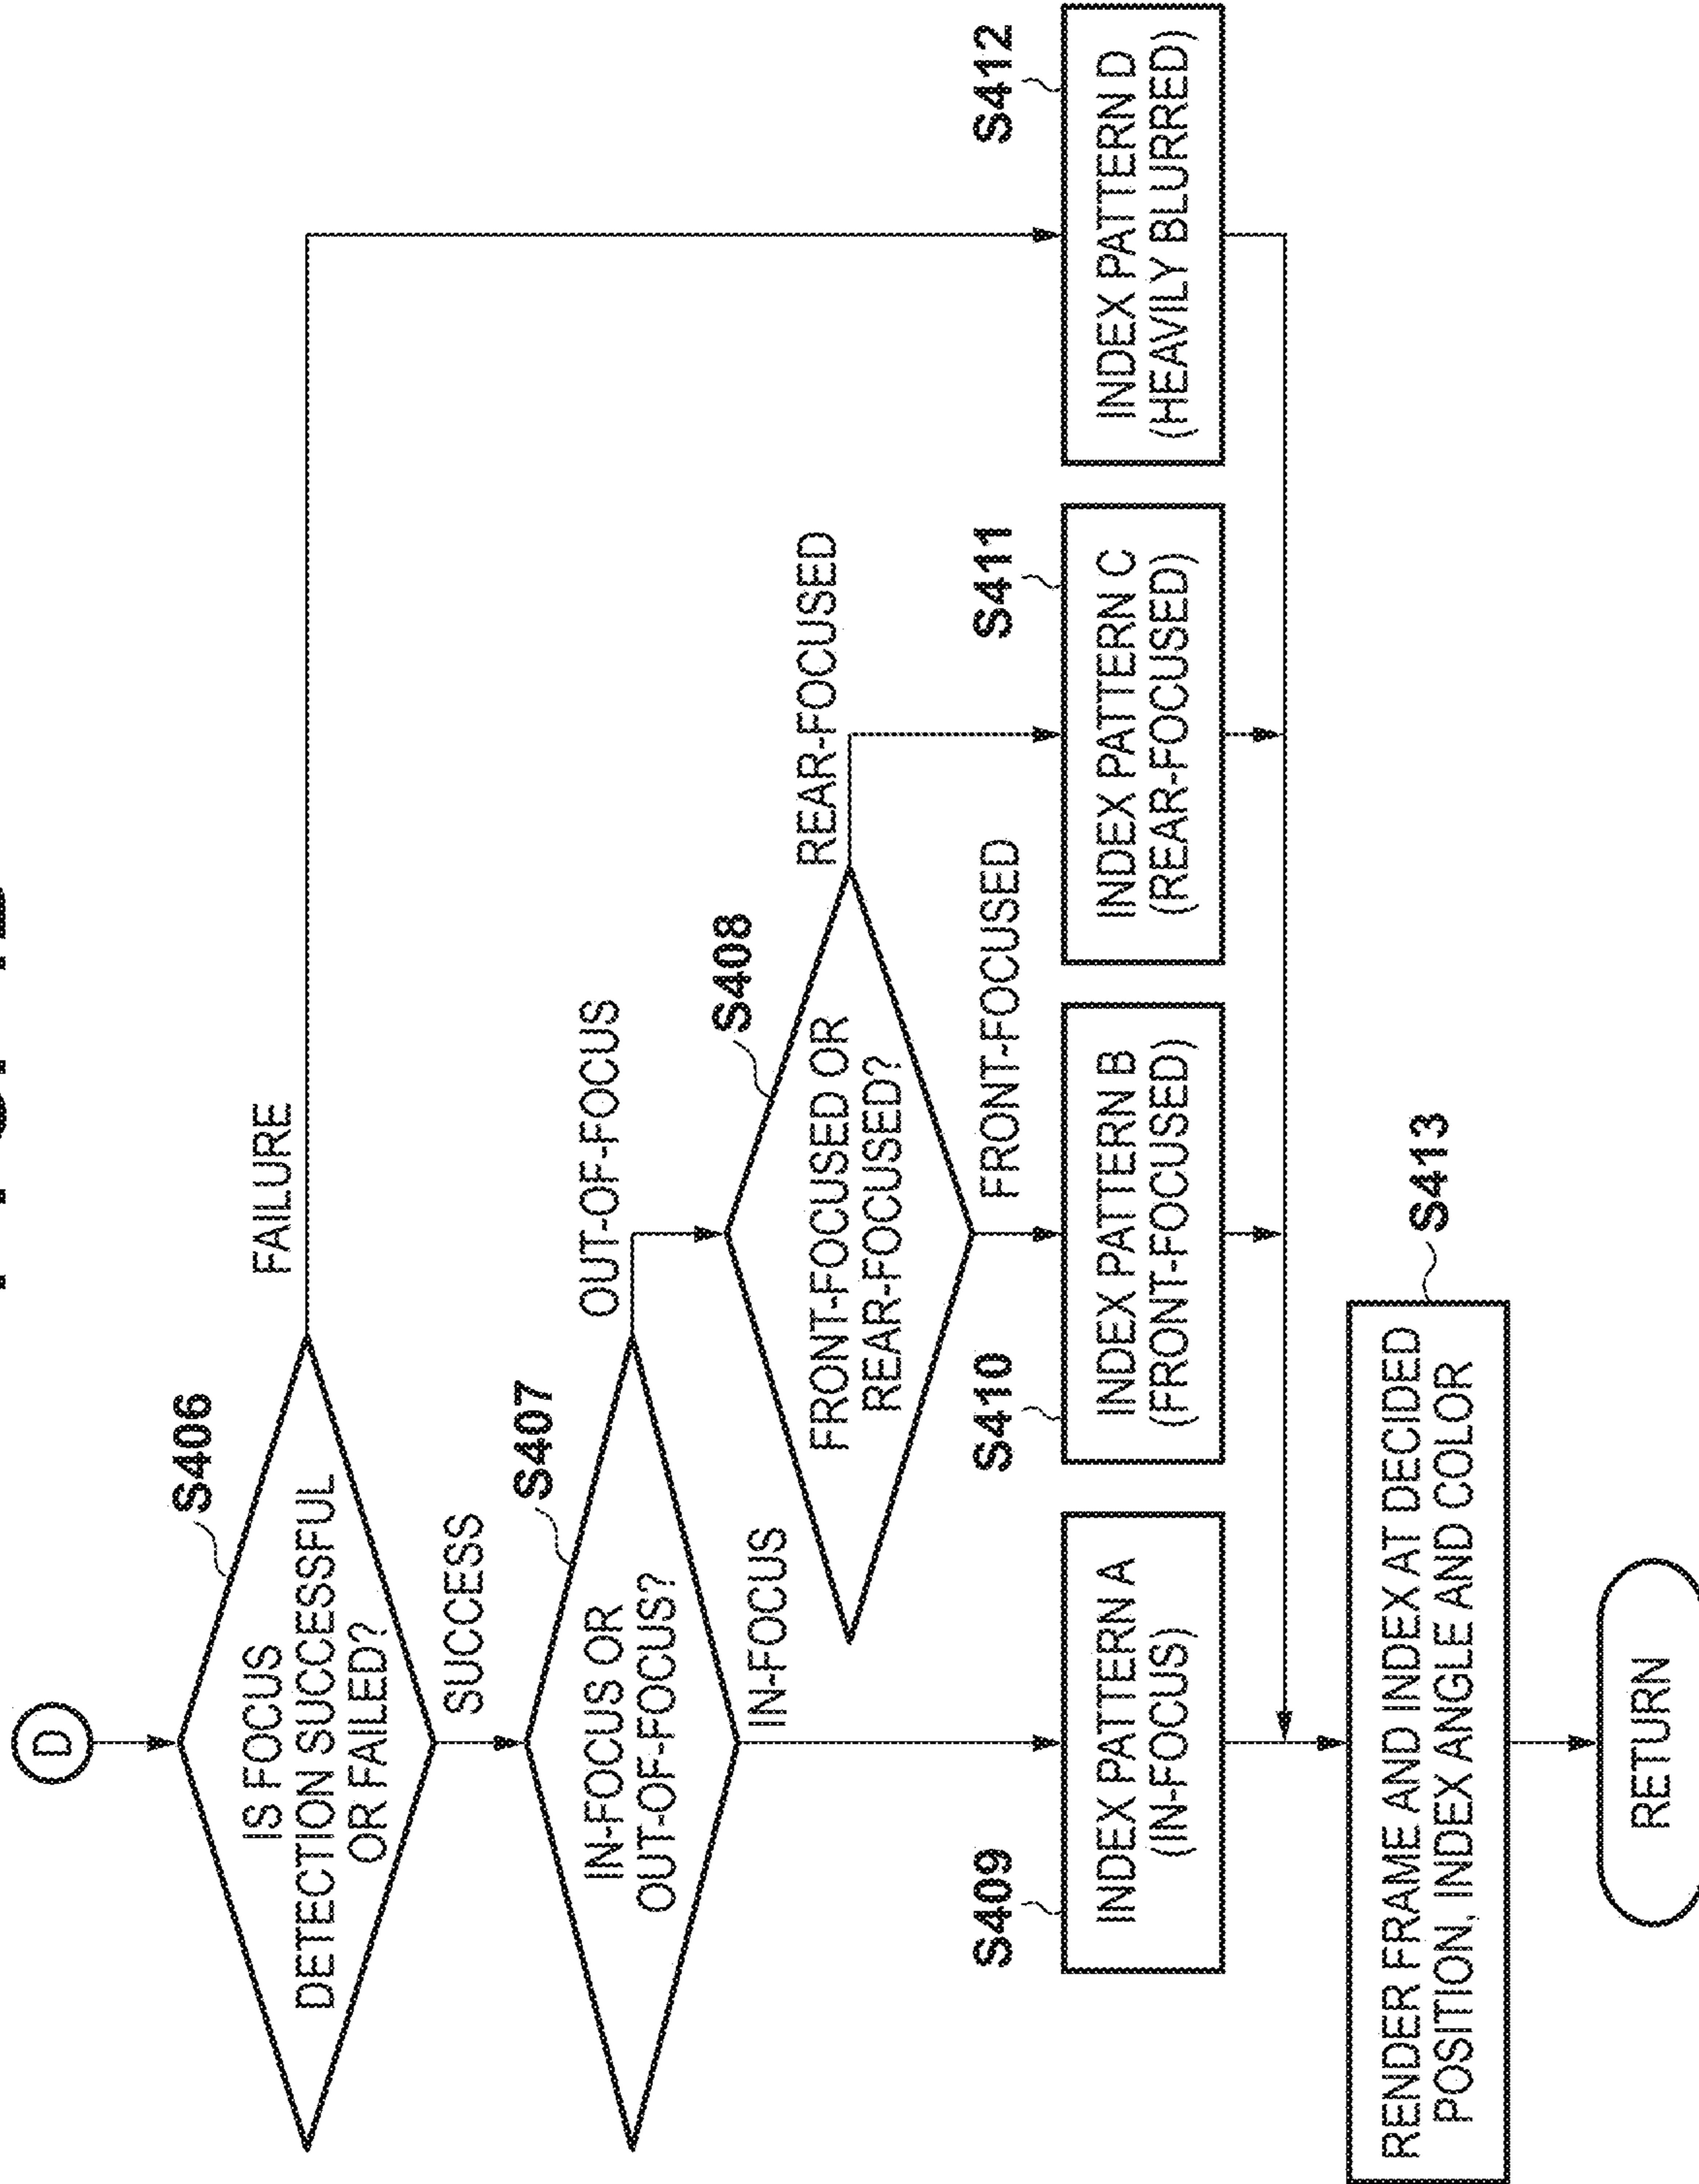 D
S406
IS FOCUS
DETECTION SUCCESSFUL
OR FAILED?
FAILURE
SUCCESS
S407
IN-FOCUS OR
OUT-OF-FOCUS?
OUT-OF-FOCUS
IN-FOCUS
S408
FRONT-FOCUSED OR
REAR-FOCUSED?
REAR-FOCUSED
FRONT-FOCUSED
S409
INDEX PATTERN A
(IN-FOCUS)
S410
INDEX PATTERN B
(FRONT-FOCUSED)
S411
INDEX PATTERN C
(REAR-FOCUSED)
S412
INDEX PATTERN D
(HEAVILY BLURRED)
S413
RENDER FRAME AND INDEX AT DECIDED
POSITION, INDEX ANGLE AND COLOR
RETURN